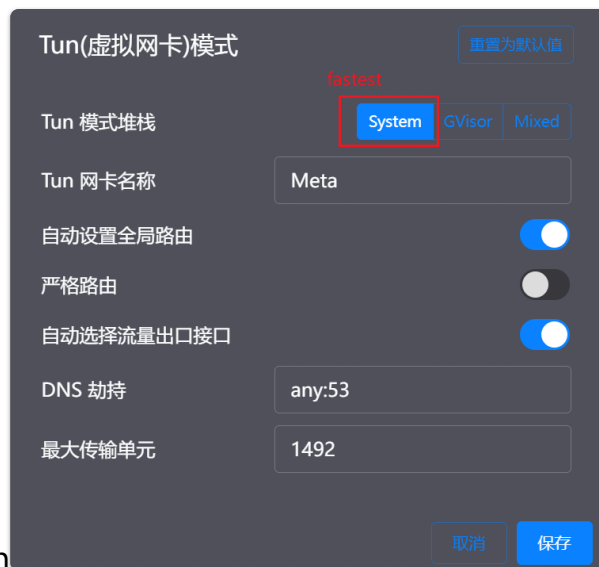 Tun(虚拟网卡)模式 重置为默认值
fastest
Tun 模式堆栈 System GVisor Mixed
Tun 网卡名称 Meta
自动设置全局路由
严格路由
自动选择流量出口接口
DNS 劫持 any:53
最大传输单元 1492
取消 保存